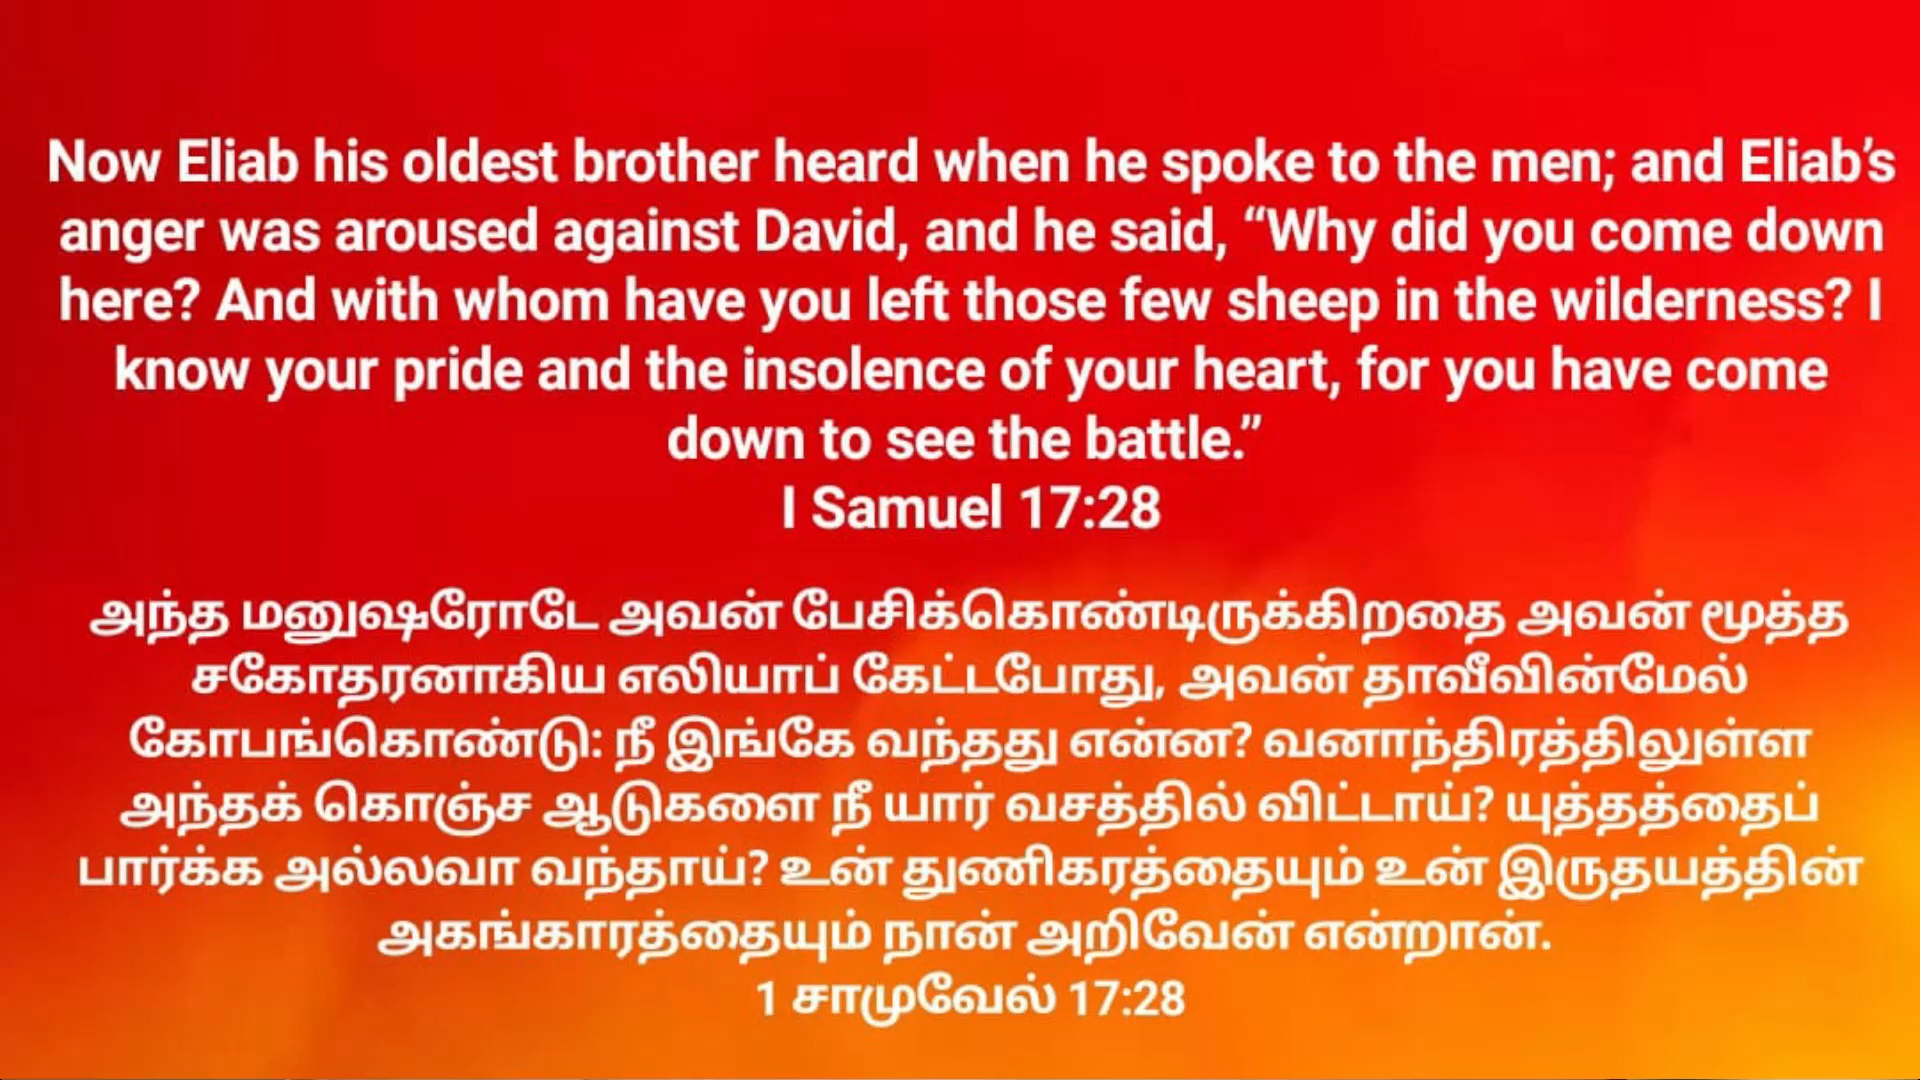 Now Eliab his oldest brother heard when he spoke to the men; and Eliab’s
anger was aroused against David, and he said, “Why did you come down
here? And with whom have you left those few sheep in the wilderness? I
know your pride and the insolence of your heart, for you have come
down to see the battle.”
I Samuel 17:28
அந்த மனுஷரோடே அவன் பேசிக்கொண்டிருக்கிறதை அவன் மூத்த
சகோதரனாகிய எலியாப் கேட்டபோது, அவன் தாவீவின்மேல்
கோபங்கொண்டு: நீ இங்கே வந்தது என்ன? வனாந்திரத்திலுள்ள
அந்தக் கொஞ்ச ஆடுகளை நீ யார் வசத்தில் விட்டாய்? யுத்தத்தைப்
பார்க்க அல்லவா வந்தாய்? உன் துணிகரத்தையும் உன் இருதயத்தின்
அகங்காரத்தையும் நான் அறிவேன் என்றான்.
1 சாமுவேல் 17:28